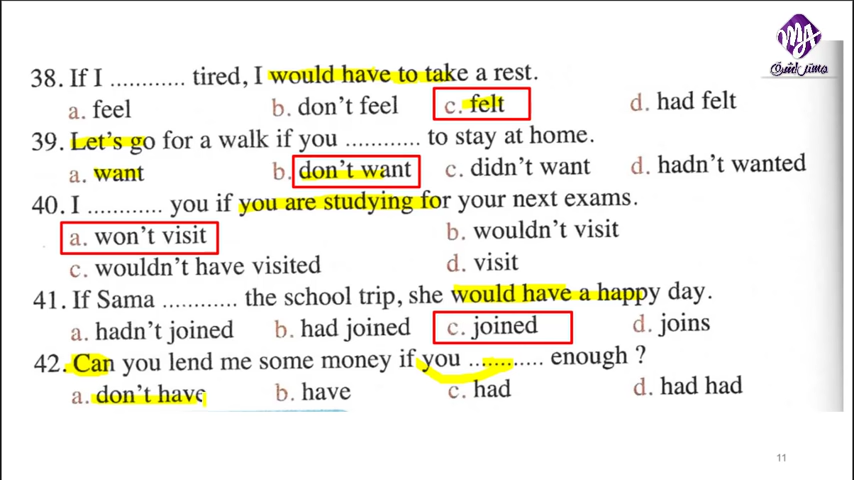 MA
مستر انت
38. If I ............ tired, I would have to take a rest.
a. feel b. don't feel c. felt d. had felt
39. Let's go for a walk if you ............ to stay at home.
a. want b. don't want c. didn't want d. hadn't wanted
40. I ............ you if you are studying for your next exams.
a. won't visit b. wouldn't visit
c. wouldn't have visited d. visit
41. If Sama ............ the school trip, she would have a happy day.
a. hadn't joined b. had joined c. joined d. joins
42. Can you lend me some money if you ............ enough ?
a. don't have b. have c. had d. had had
11